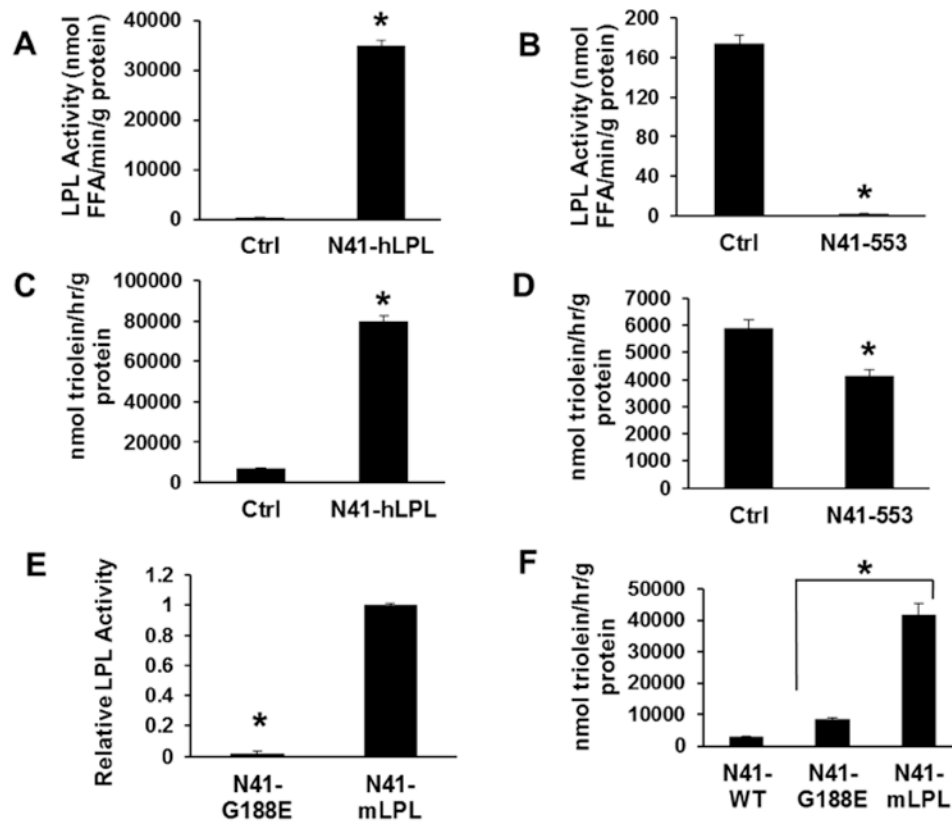 A
LPL Activity (nmol
FFA/min/g protein)
40000
30000
20000
10000
0
*
Ctrl
N41-hLPL
B
LPL Activity (nmol
FFA/min/g protein)
200
160
120
80
40
0
*
Ctrl
N41-553
C
nmol triolein/hr/g
protein
100000
80000
60000
40000
20000
0
*
Ctrl
N41-hLPL
D
nmol triolein/hr/g
protein
7000
6000
5000
4000
3000
2000
1000
0
*
Ctrl
N41-553
E
Relative LPL Activity
1.2
1
0.8
0.6
0.4
0.2
0
*
N41-
G188E
N41-
mLPL
F
nmol triolein/hr/g
protein
50000
40000
30000
20000
10000
0
*
N41-
WT
N41-
G188E
N41-
mLPL